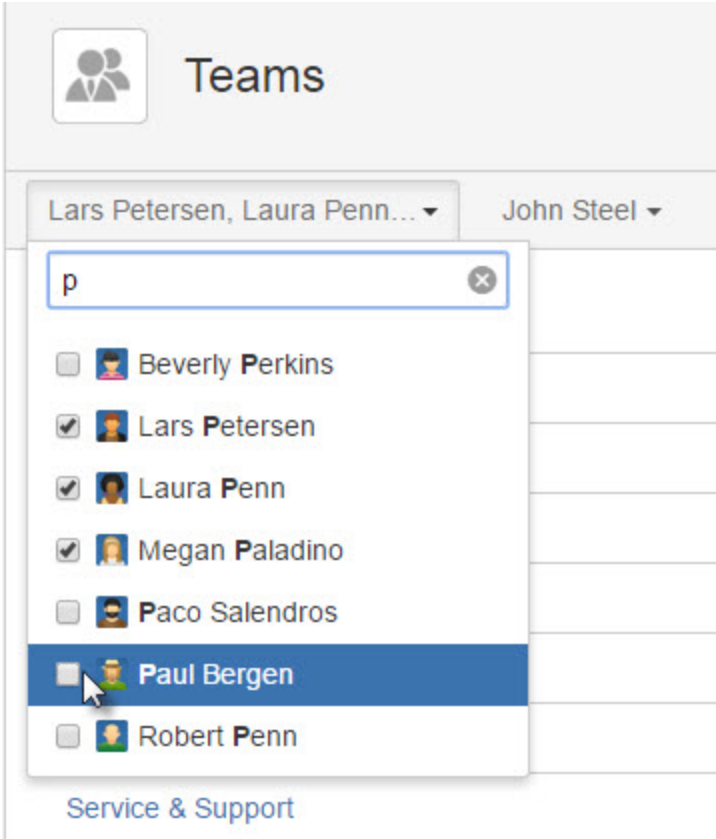 Teams
Lars Petersen, Laura Penn... John Steel
p
Beverly Perkins
Lars Petersen
Laura Penn
Megan Paladino
Paco Salendros
Paul Bergen
Robert Penn
Service & Support